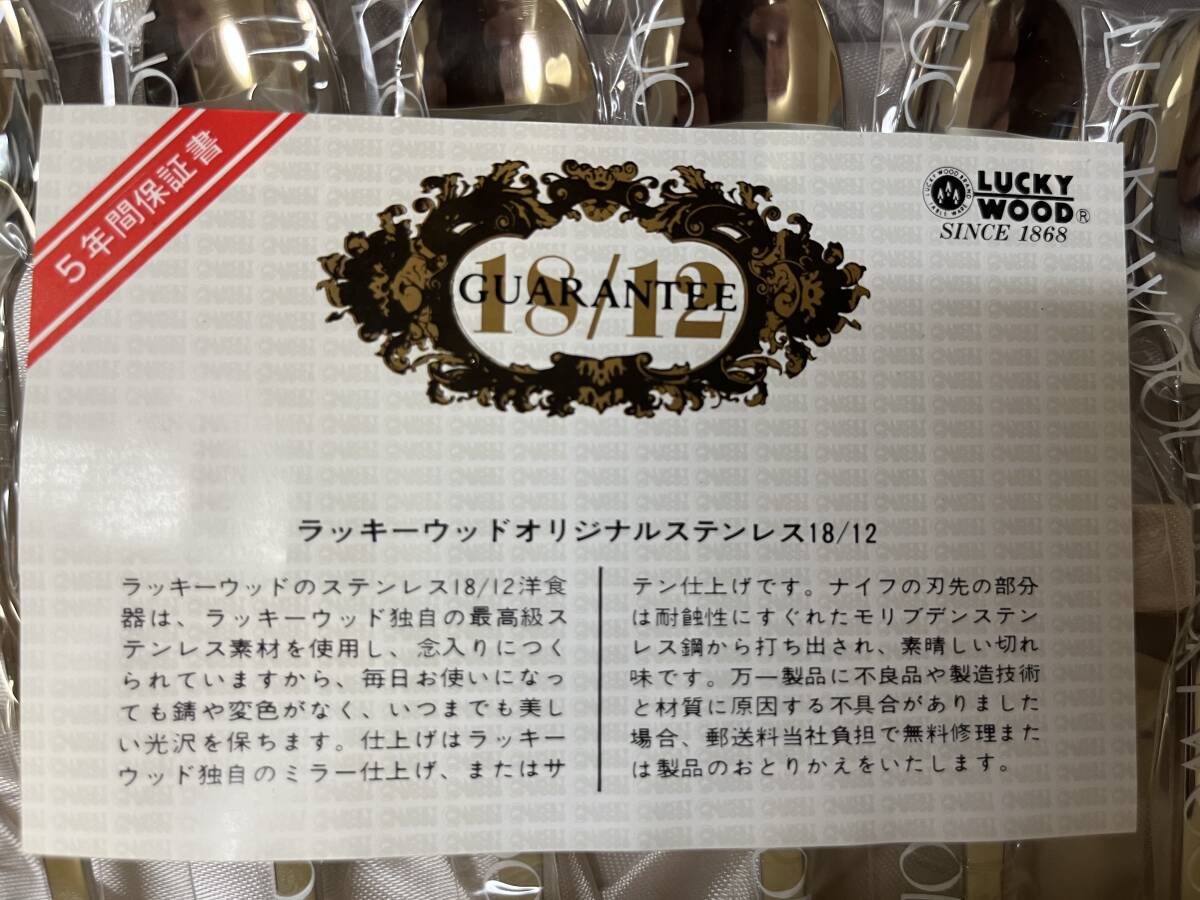 LUC
LUC
LUCKYWOOD
5年間保証書
LUCKY WOOD BRAND
TABLE WARE
LUCKY
WOOD®
SINCE 1868
18/12
GUARANTEE
ラッキーウッドオリジナルステンレス18/12
ラッキーウッドのステンレス18/12洋食
器は、ラッキーウッド独自の最高級ス
テンレス素材を使用し、念入りにつく
られていますから、毎日お使いになっ
ても錆や変色がなく、いつまでも美し
い光沢を保ちます。仕上げはラッキー
ウッド独自のミラー仕上げ、またはサ
テン仕上げです。ナイフの刃先の部分
は耐蝕性にすぐれたモリブデンステン
レス鋼から打ち出され、素晴しい切れ
味です。万一製品に不良品や製造技術
と材質に原因する不具合がありました
場合、郵送料当社負担で無料修理また
は製品のおとりかえをいたします。